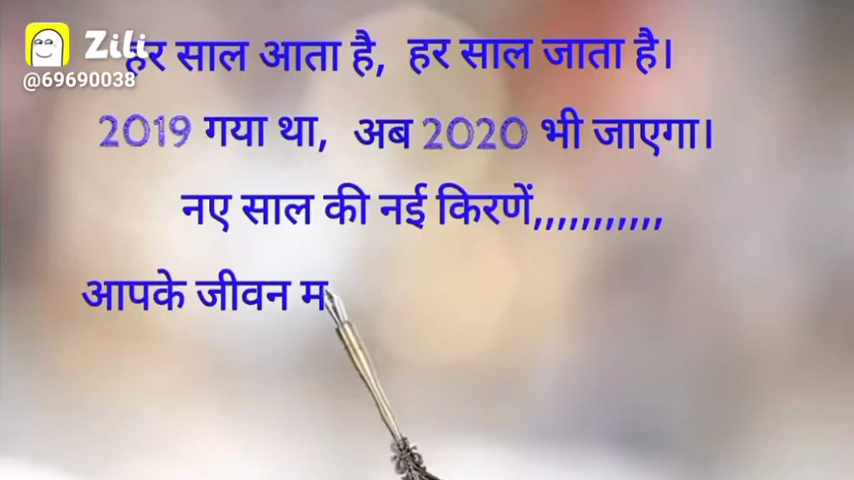 Zili
@69690038
हर साल आता है, हर साल जाता है।
2019 गया था, अब 2020 भी जाएगा।
नए साल की नई किरणें,,,,,,,,,,,
आपके जीवन म